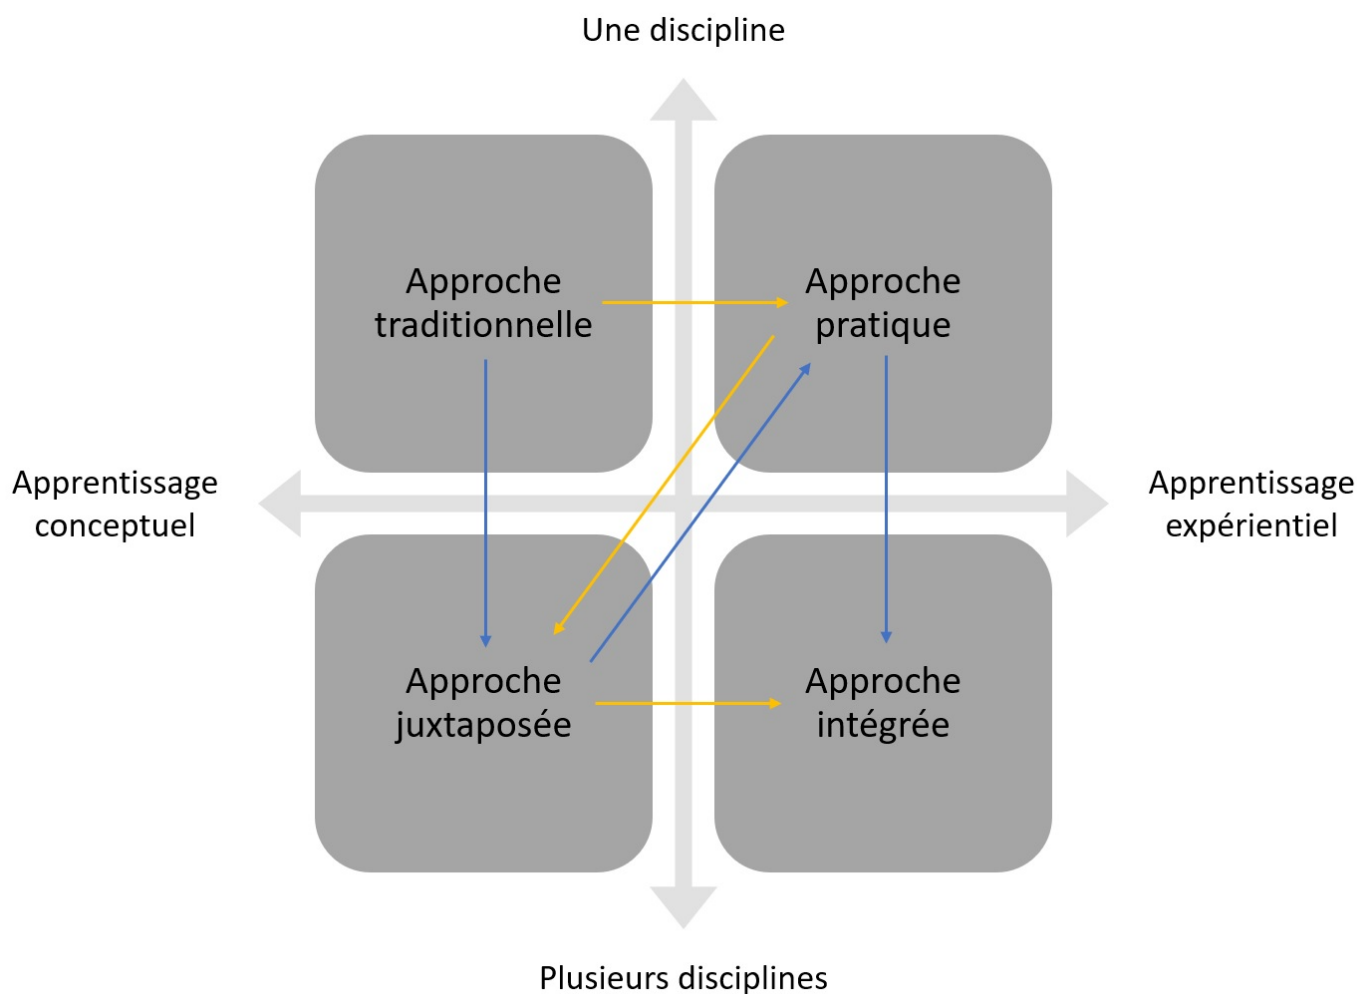 Une discipline
Approche
traditionnelle
Approche
pratique
Apprentissage
conceptuel
Apprentissage
expérientiel
Approche
juxtaposée
Approche
intégrée
Plusieurs disciplines